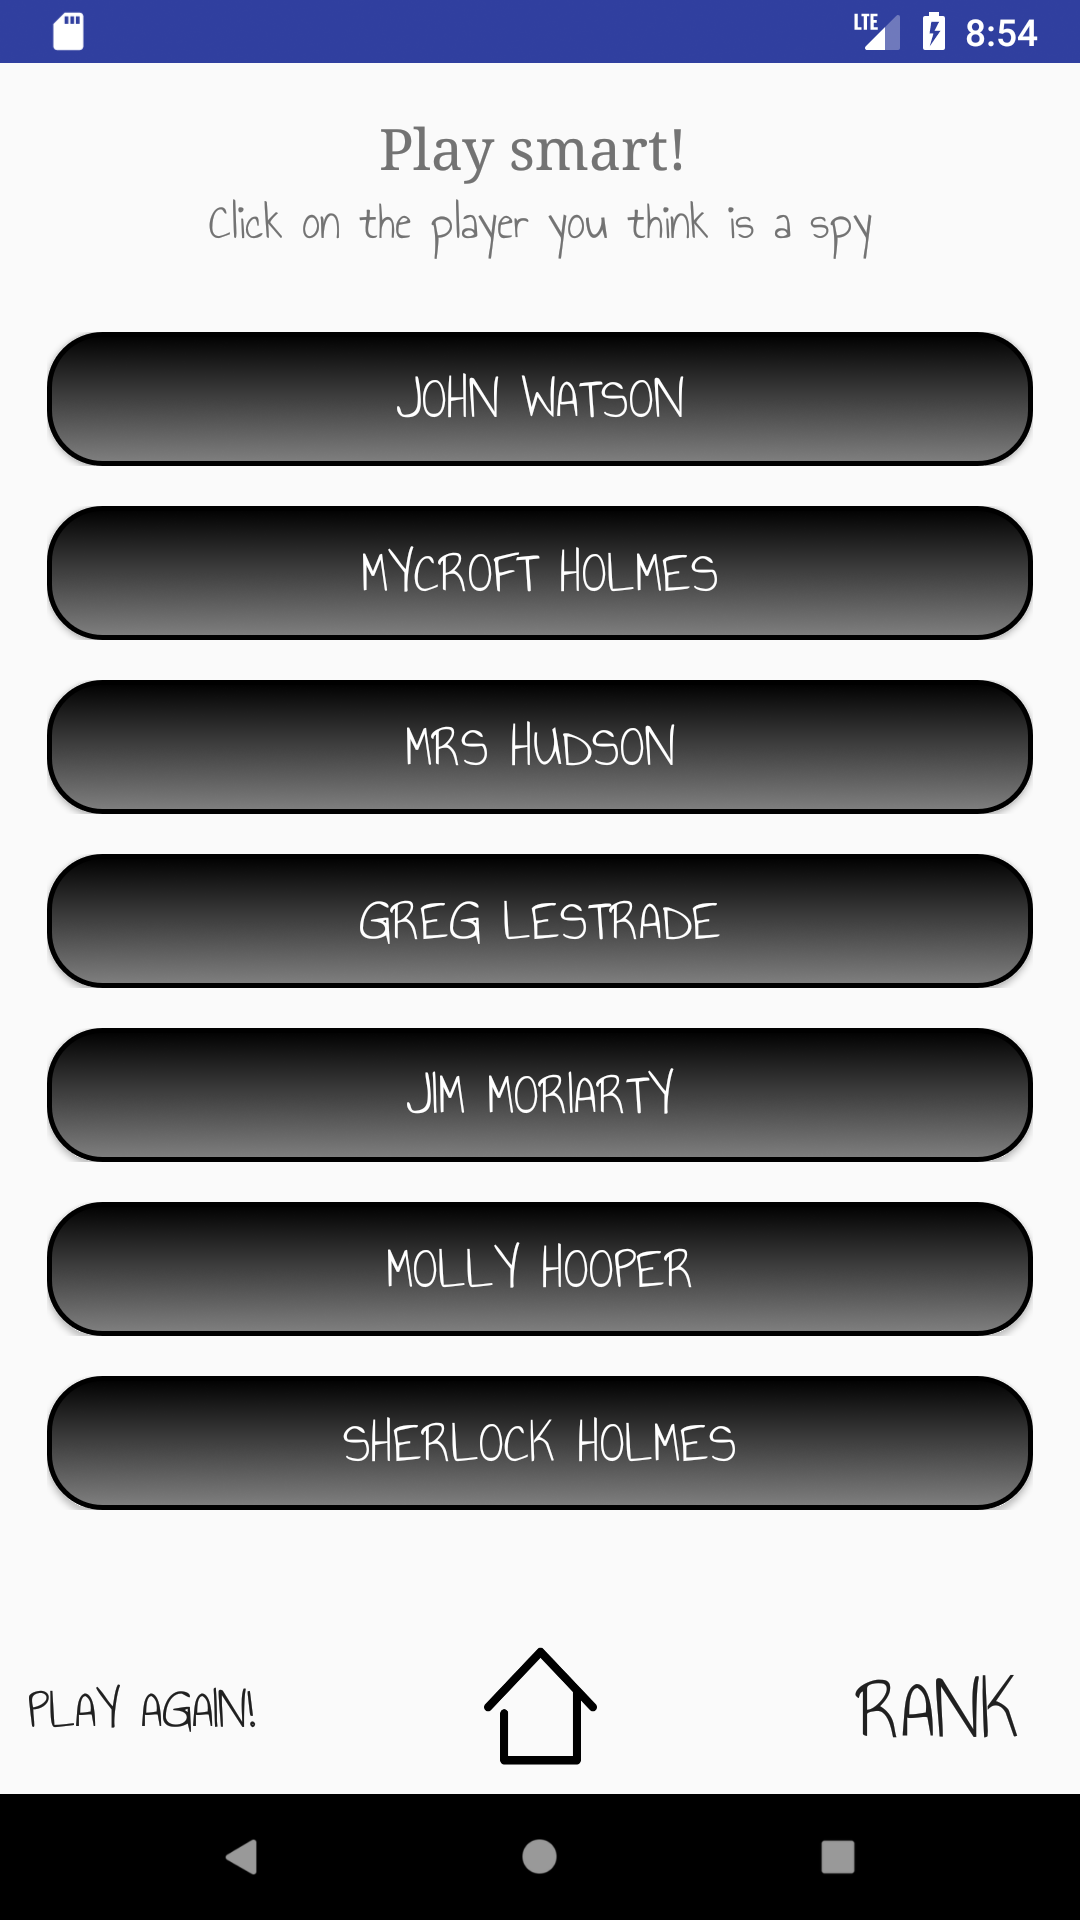 LTE 8:54
Play smart!
Click on the player you think is a spy
JOHN WATSON
MYCROFT HOLMES
MRS HUDSON
GREG LESTRADE
JIM MORIARTY
MOLLY HOOPER
SHERLOCK HOLMES
PLAY AGAIN!
RANK